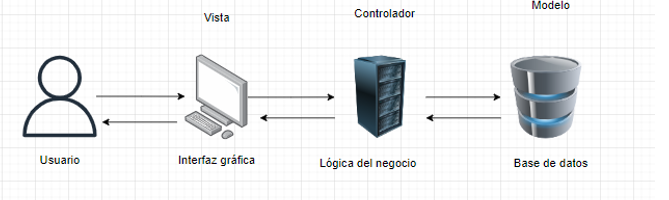 Vista
Controlador
Modelo
Usuario
Interfaz gráfica
Lógica del negocio
Base de datos